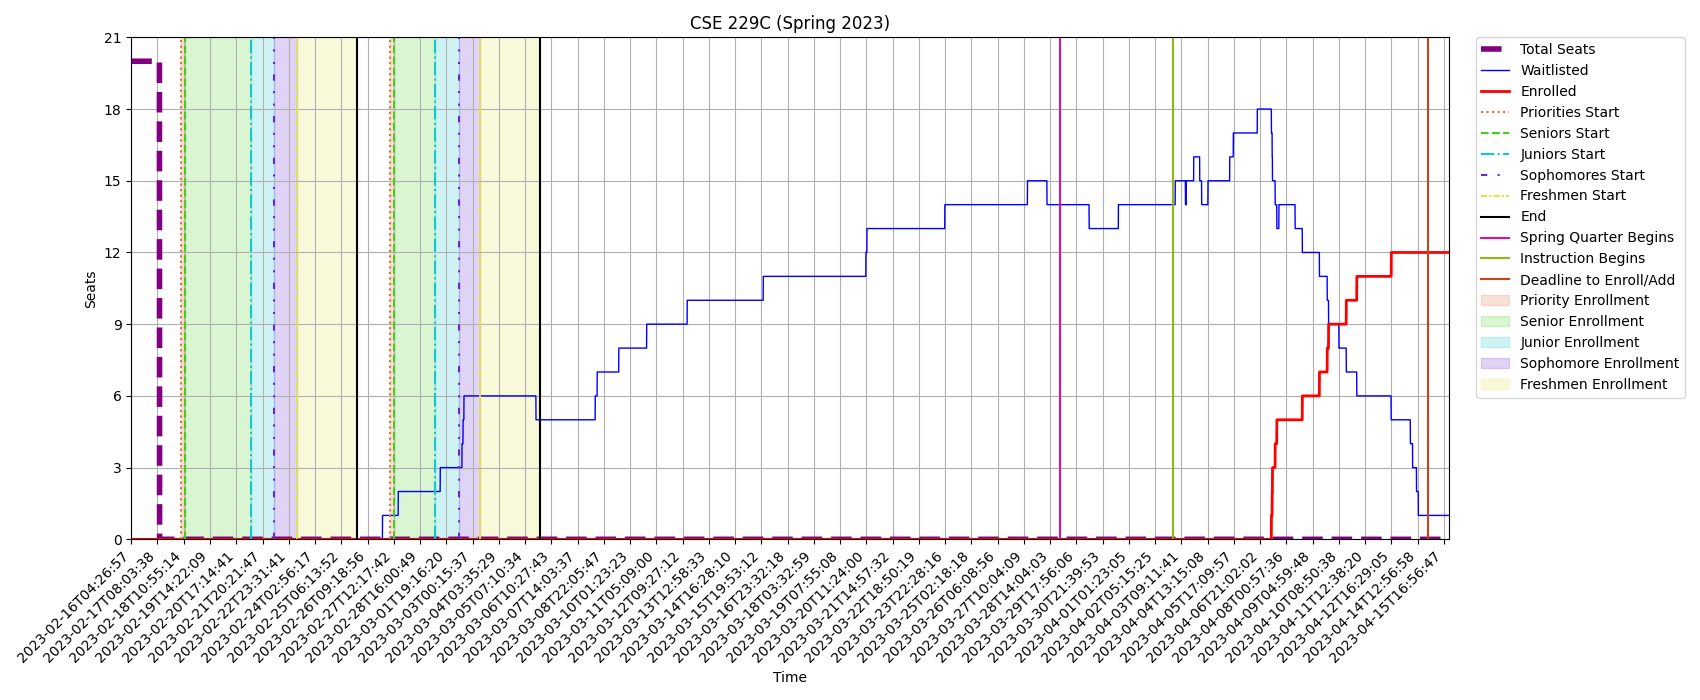 CSE 229C (Spring 2023)
Seats
21
18
15
12
9
6
3
0
2023-02-16T04:26:57
2023-02-17T08:03:38
2023-02-18T10:55:14
2023-02-19T14:22:09
2023-02-20T17:14:41
2023-02-21T20:21:47
2023-02-22T23:31:41
2023-02-24T02:56:17
2023-02-25T06:13:52
2023-02-26T09:18:56
2023-02-27T12:17:42
2023-02-28T16:00:49
2023-03-01T19:16:20
2023-03-03T00:15:37
2023-03-04T03:35:29
2023-03-05T07:10:34
2023-03-06T10:27:43
2023-03-07T14:03:37
2023-03-08T22:05:47
2023-03-10T01:23:23
2023-03-11T05:09:00
2023-03-12T09:27:12
2023-03-13T12:58:33
2023-03-14T16:28:10
2023-03-15T19:53:12
2023-03-16T23:32:18
2023-03-18T03:32:59
2023-03-19T07:55:08
2023-03-20T11:24:00
2023-03-21T14:57:32
2023-03-22T18:50:19
2023-03-23T22:28:16
2023-03-25T02:18:18
2023-03-26T06:08:56
2023-03-27T10:04:09
2023-03-28T14:04:03
2023-03-29T17:56:06
2023-03-30T21:39:53
2023-04-01T01:23:05
2023-04-02T05:15:25
2023-04-03T09:11:41
2023-04-04T13:15:08
2023-04-05T17:09:57
2023-04-06T21:02:02
2023-04-08T00:57:36
2023-04-09T04:59:48
2023-04-10T08:50:38
2023-04-11T12:38:20
2023-04-12T16:29:05
2023-04-14T12:56:58
2023-04-15T16:56:47
Time
Total Seats
Waitlisted
Enrolled
Priorities Start
Seniors Start
Juniors Start
Sophomores Start
Freshmen Start
End
Spring Quarter Begins
Instruction Begins
Deadline to Enroll/Add
Priority Enrollment
Senior Enrollment
Junior Enrollment
Sophomore Enrollment
Freshmen Enrollment